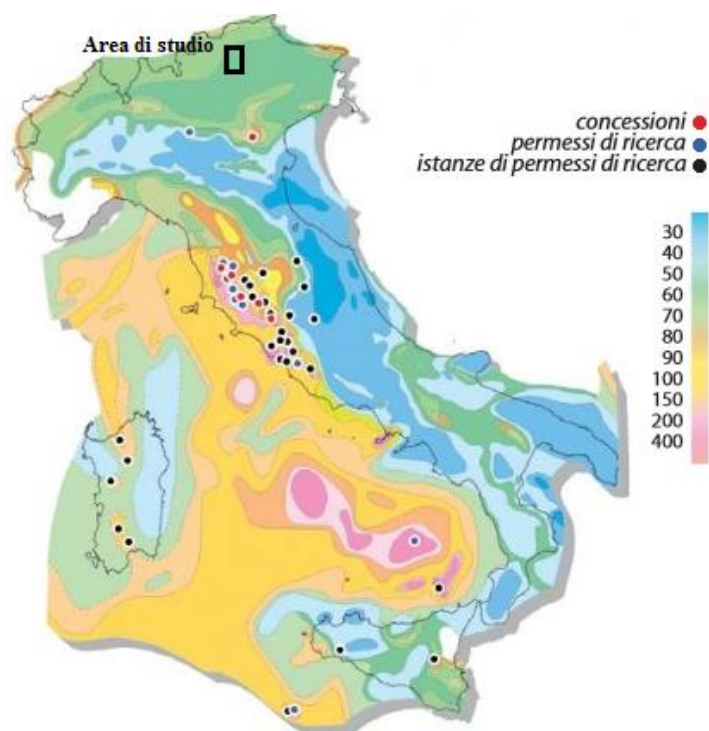 Area di studio
concessioni
permessi di ricerca
istanze di permessi di ricerca
30
40
50
60
70
80
90
100
150
200
400